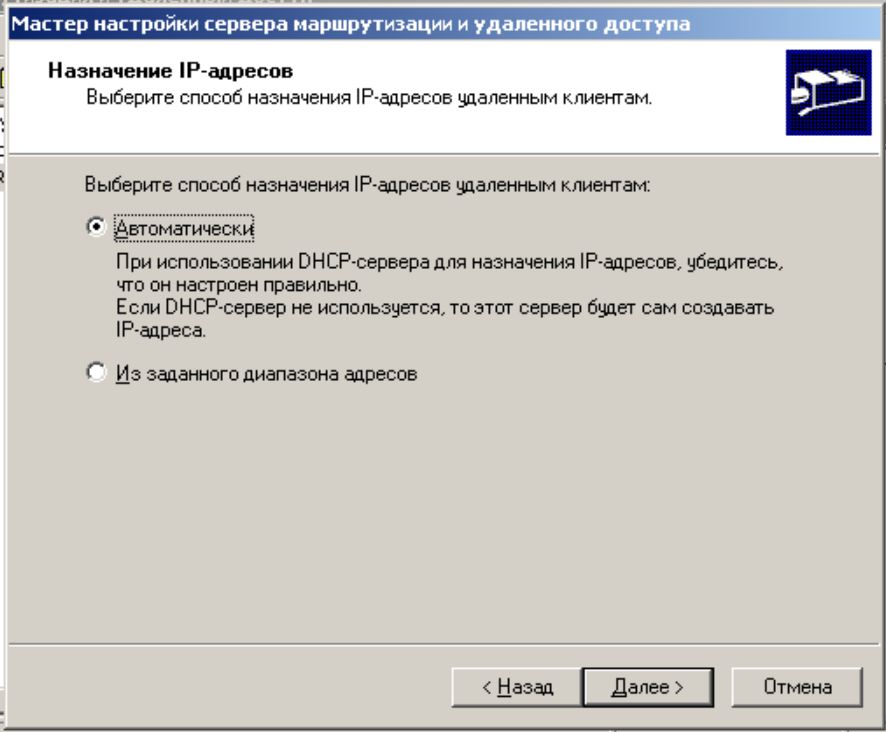 Мастер настройки сервера маршрутизации и удаленного доступа
Назначение IP-адресов
Выберите способ назначения IP-адресов удаленным клиентам.
Выберите способ назначения IP-адресов удаленным клиентам:
Автоматически
При использовании DHCP-сервера для назначения IP-адресов, убедитесь,
что он настроен правильно.
Если DHCP-сервер не используется, то этот сервер будет сам создавать
IP-адреса.
Из заданного диапазона адресов
< Назад Далее > Отмена